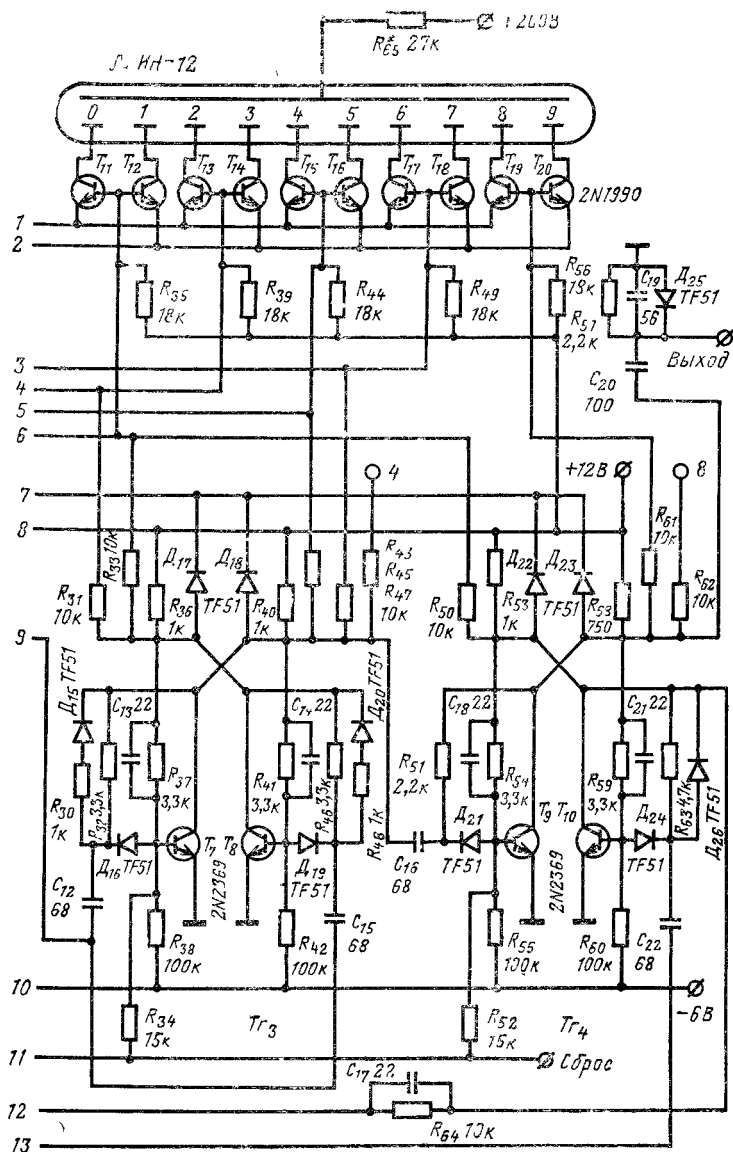 R*65 27к
+200В
Л. ИН-12
0 1 2 3 4 5 6 7 8 9
T11 T12 T13 T14 T15 T16 T17 T18 T19 T20
2N1990
1
2
R35 18к
R39 18к
R44 18к
R49 18к
R56 18к
R57 2,2к
C19 56
Д25 TF51
Выход
C20 100
3
4
5
6
7
8
4
+12В
8
R31 10к
R33 10к
R36 1к
Д17
Д18
TF51
R40 1к
R43
R45
R47
10к
R50 10к
R53 1к
Д22
Д23
TF51
R58 750
R61 10к
R62 10к
9
Д15 TF51
C13 22
R30 1к
R32 3,3к
R37 3,3к
Д16 TF51
T7 T8
2N2369
R41 3,3к
C14 22
R46 3,3к
R48 1к
Д20 TF51
Д19 TF51
C12 68
C15 68
C16 68
R51 2,2к
C18 22
R54 3,3к
Д21 TF51
T9 T10
2N2369
R59 3,3к
C21 22
Д24 TF51
R63 4,7к
Д26 TF51
R38 100к
R42 100к
R55 100к
R60 100к
C22 68
10
-6В
R34 15к
Тг3
R52 15к
Тг4
11
Сброс
C17 22
12
R64 10к
13